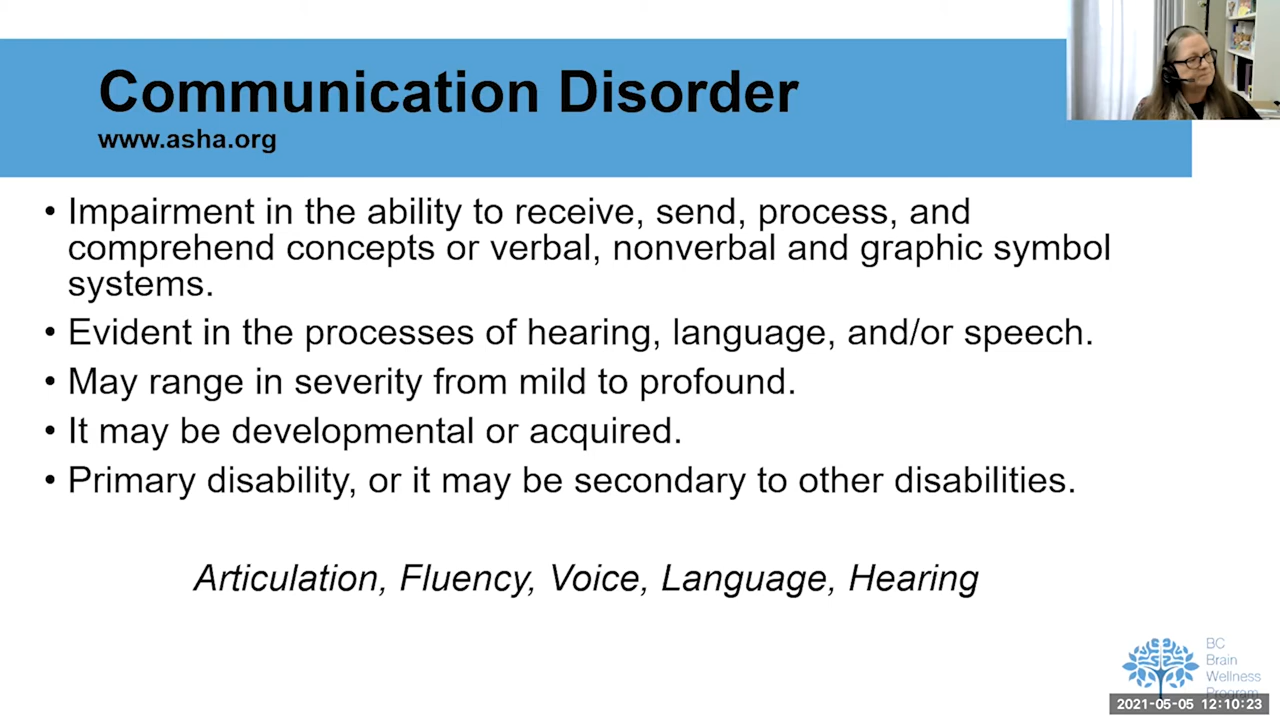 Communication Disorder
www.asha.org
• Impairment in the ability to receive, send, process, and
comprehend concepts or verbal, nonverbal and graphic symbol
systems.
• Evident in the processes of hearing, language, and/or speech.
• May range in severity from mild to profound.
• It may be developmental or acquired.
• Primary disability, or it may be secondary to other disabilities.
Articulation, Fluency, Voice, Language, Hearing
BC
Brain
Wellness
Program
2021-05-05 12:10:23